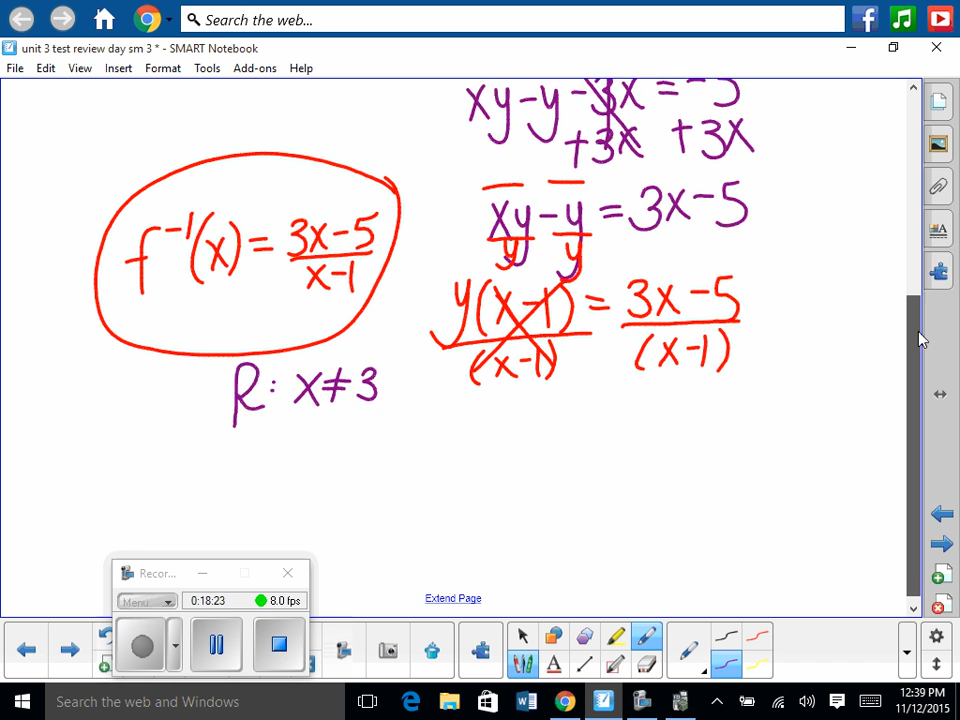 Search the web...
unit 3 test review day sm 3 * - SMART Notebook
File Edit View Insert Format Tools Add-ons Help
xy-y-3x=-5
+3x +3x
xy-y=3x-5
y y
f⁻¹(x)=3x-5
x-1
y(x-1)=3x-5
(x-1) (x-1)
R: x≠3
Recor...
Menu 0:18:23 8.0 fps
Extend Page
A
A
Search the web and Windows
12:39 PM
11/12/2015